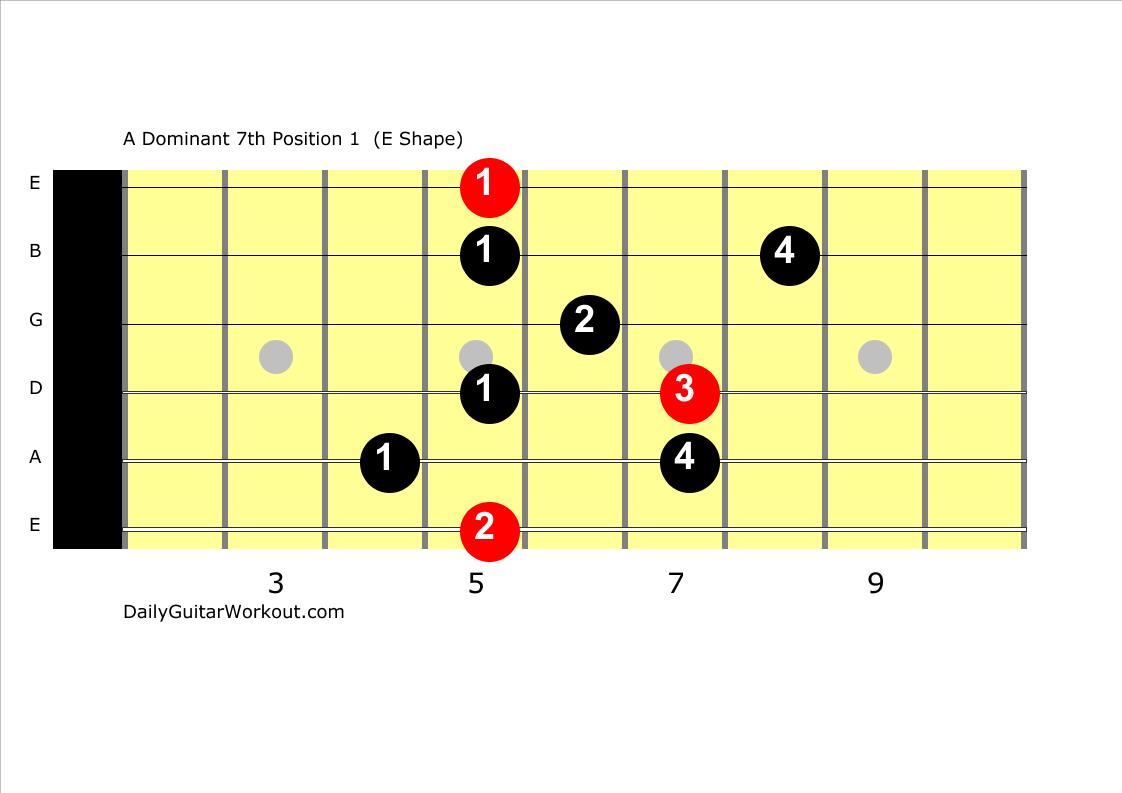 A Dominant 7th Position 1 (E Shape)
E 1
B 1 4
G 2
D 1 3
A 1 4
E 2
3 5 7 9
DailyGuitarWorkout.com